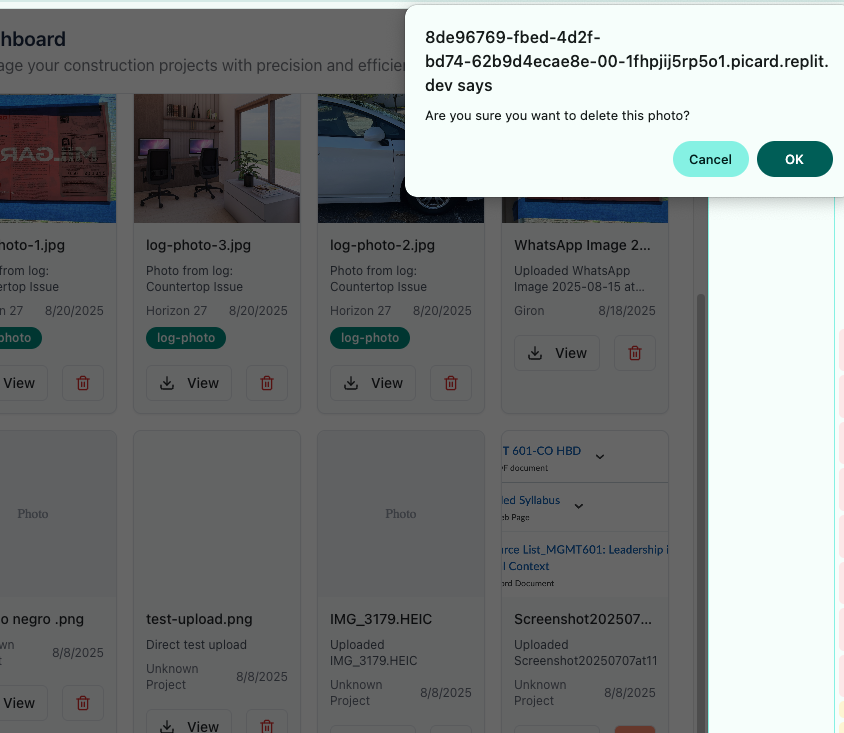 hboard
age your construction projects with precision and efficie
8de96769-fbed-4d2f-
bd74-62b9d4ecae8e-00-1fhpjij5rp5o1.picard.replit.
dev says
Are you sure you want to delete this photo?
Cancel
OK
hoto-1.jpg
from log:
ertop Issue
n 27
8/20/2025
photo
View
log-photo-3.jpg
Photo from log:
Countertop Issue
Horizon 27
8/20/2025
log-photo
View
log-photo-2.jpg
Photo from log:
Countertop Issue
Horizon 27
8/20/2025
log-photo
View
WhatsApp Image 2...
Uploaded WhatsApp
Image 2025-08-15 at...
Giron
8/18/2025
View
Photo
o negro .png
wn
t
8/8/2025
View
test-upload.png
Direct test upload
Unknown
Project
8/8/2025
View
Photo
IMG_3179.HEIC
Uploaded
IMG_3179.HEIC
Unknown
Project
8/8/2025
T 601-CO HBD
F document
led Syllabus
eb Page
urce List_MGMT601: Leadership i
l Context
ord Document
Screenshot202507...
Uploaded
Screenshot20250707at11
Unknown
Project
8/8/2025